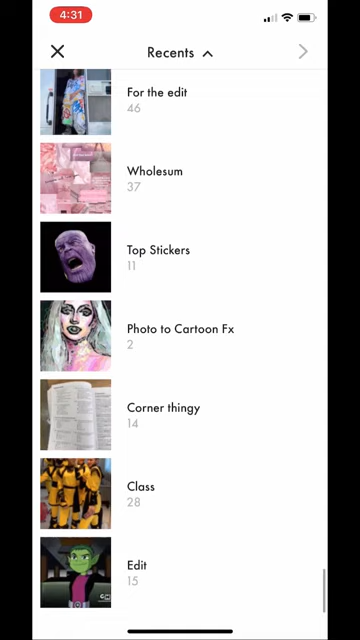 4:31
Recents
For the edit
46
Wholesum
37
Top Stickers
11
Photo to Cartoon Fx
2
Corner thingy
14
Class
28
Edit
15